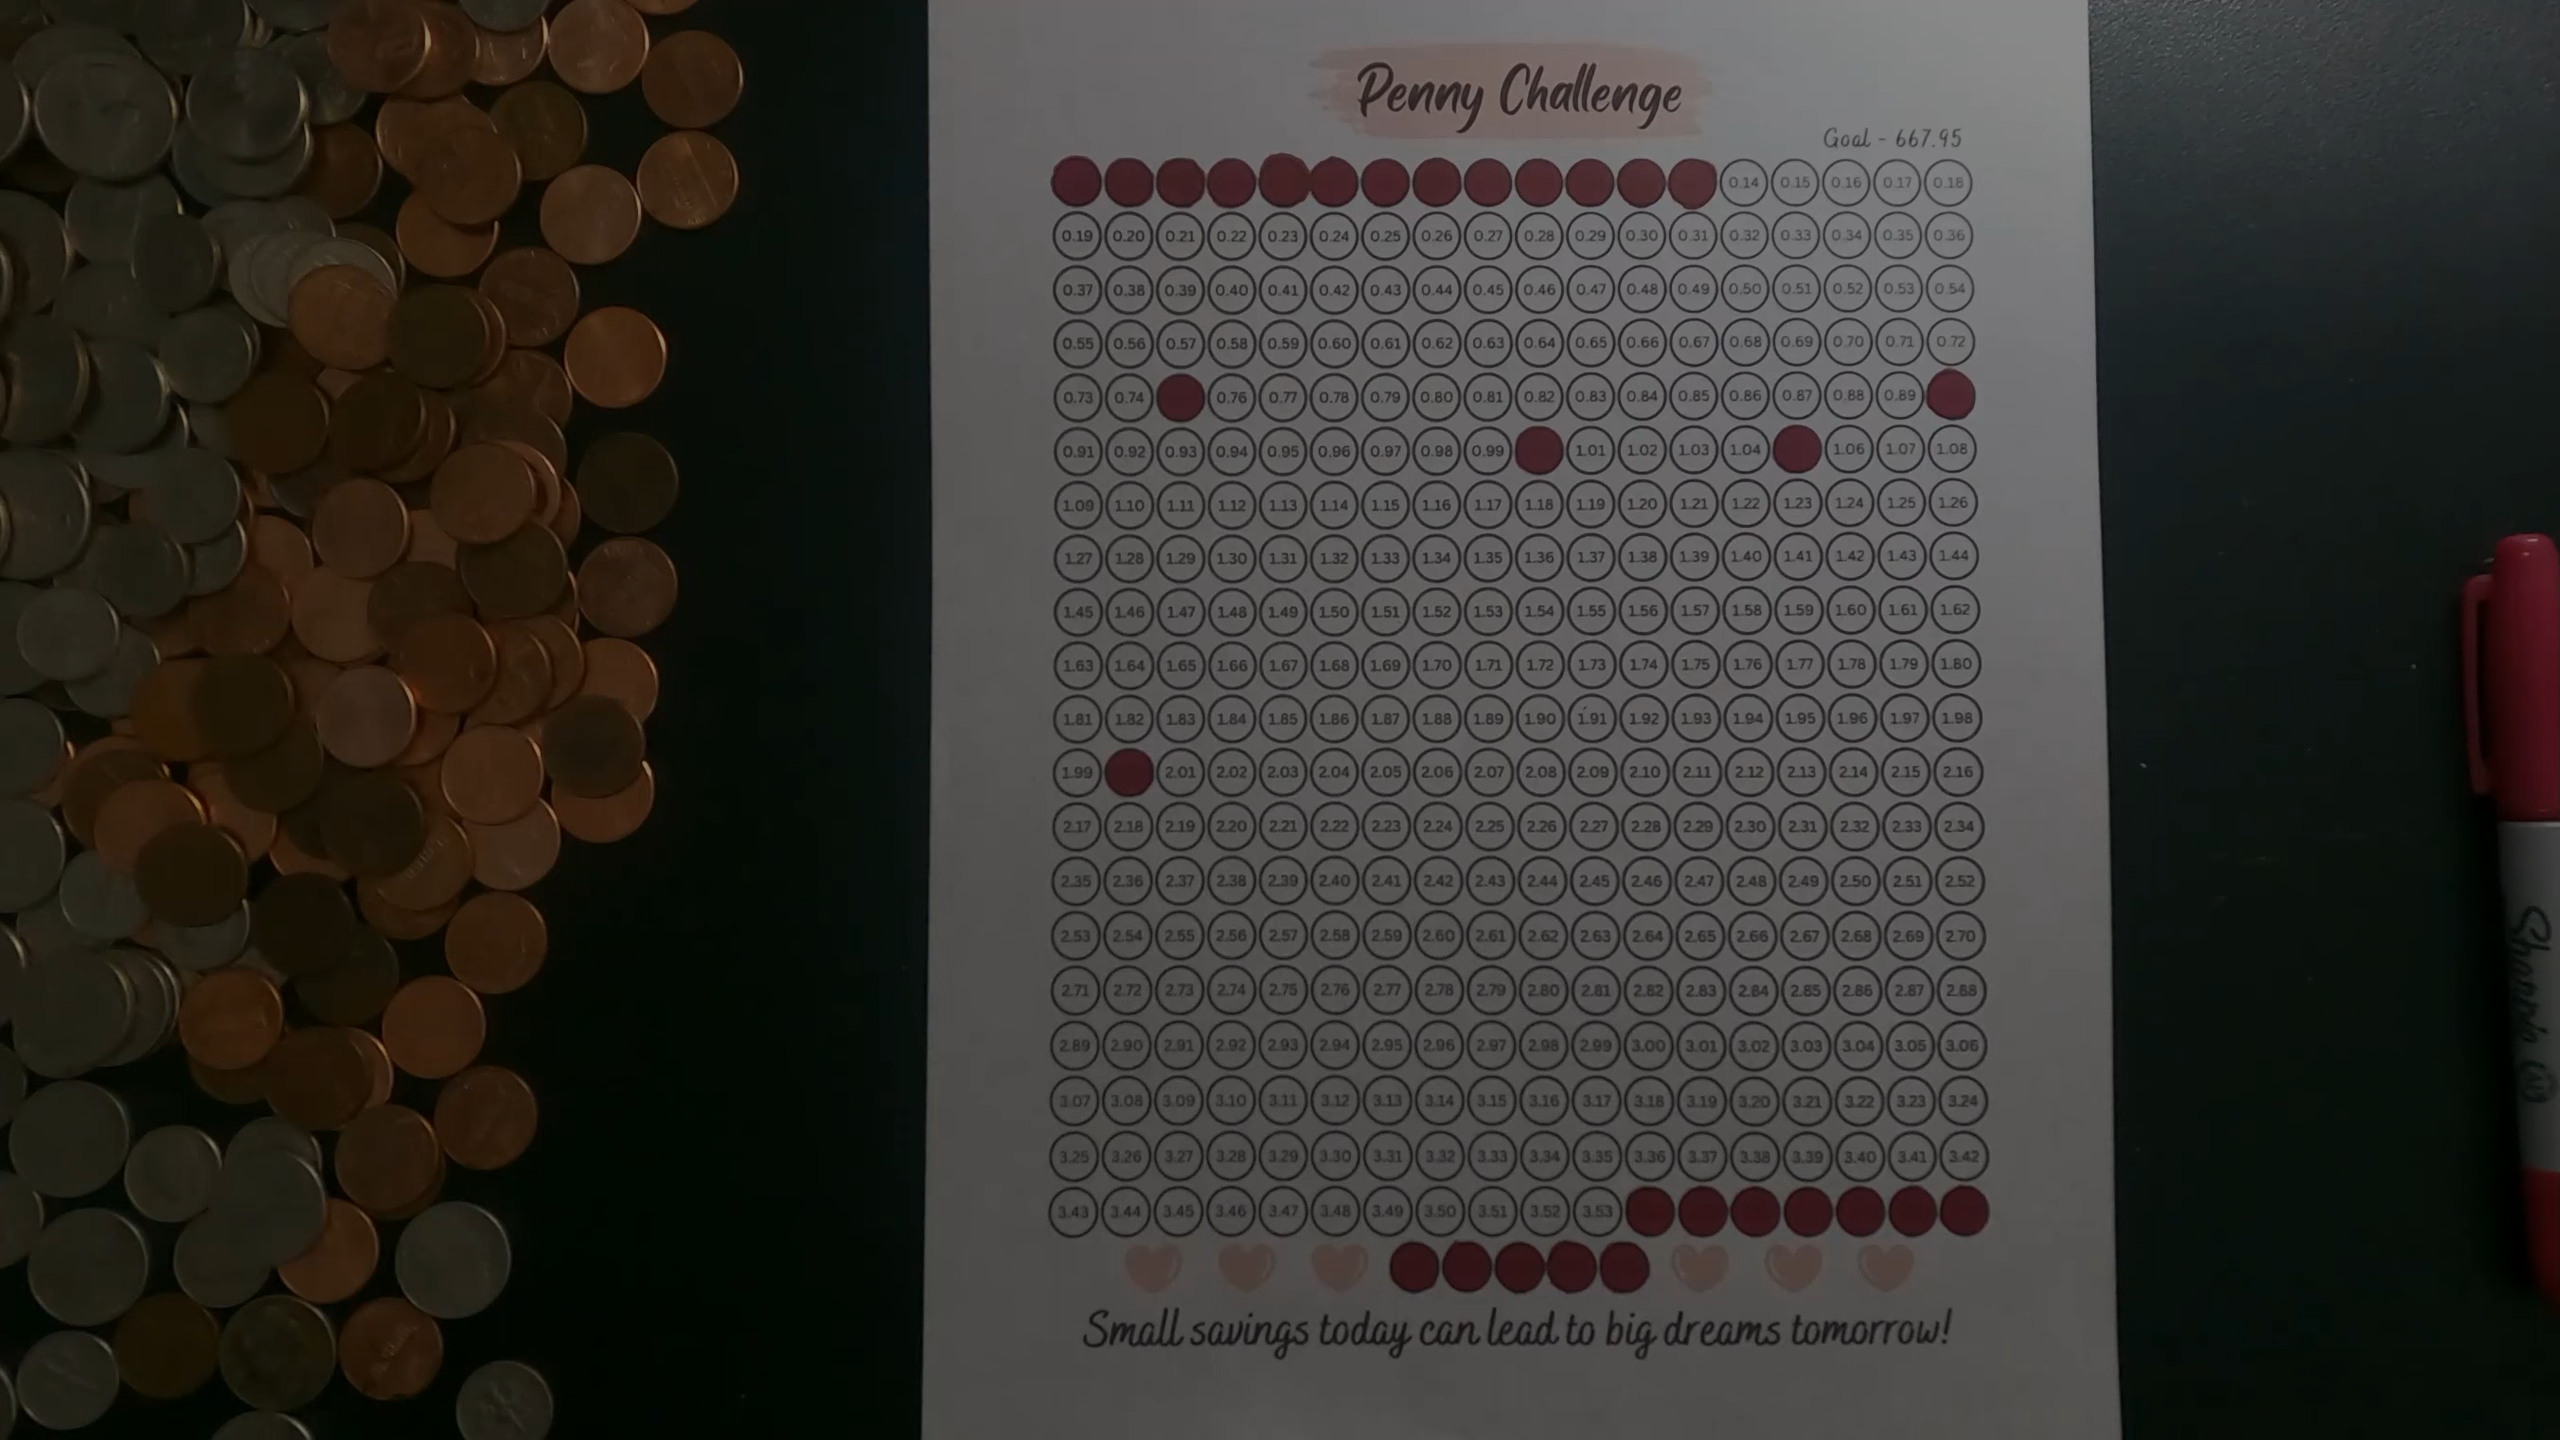 Penny Challenge
Goal - 667.95
0.14 0.15 0.16 0.17 0.18
0.19 0.20 0.21 0.22 0.23 0.24 0.25 0.26 0.27 0.28 0.29 0.30 0.31 0.32 0.33 0.34 0.35 0.36
0.37 0.38 0.39 0.40 0.41 0.42 0.43 0.44 0.45 0.46 0.47 0.48 0.49 0.50 0.51 0.52 0.53 0.54
0.55 0.56 0.57 0.58 0.59 0.60 0.61 0.62 0.63 0.64 0.65 0.66 0.67 0.68 0.69 0.70 0.71 0.72
0.73 0.74 0.76 0.77 0.78 0.79 0.80 0.81 0.82 0.83 0.84 0.85 0.86 0.87 0.88 0.89
0.91 0.92 0.93 0.94 0.95 0.96 0.97 0.98 0.99 1.01 1.02 1.03 1.04 1.06 1.07 1.08
1.09 1.10 1.11 1.12 1.13 1.14 1.15 1.16 1.17 1.18 1.19 1.20 1.21 1.22 1.23 1.24 1.25 1.26
1.27 1.28 1.29 1.30 1.31 1.32 1.33 1.34 1.35 1.36 1.37 1.38 1.39 1.40 1.41 1.42 1.43 1.44
1.45 1.46 1.47 1.48 1.49 1.50 1.51 1.52 1.53 1.54 1.55 1.56 1.57 1.58 1.59 1.60 1.61 1.62
1.63 1.64 1.65 1.66 1.67 1.68 1.69 1.70 1.71 1.72 1.73 1.74 1.75 1.76 1.77 1.78 1.79 1.80
1.81 1.82 1.83 1.84 1.85 1.86 1.87 1.88 1.89 1.90 1.91 1.92 1.93 1.94 1.95 1.96 1.97 1.98
1.99 2.01 2.02 2.03 2.04 2.05 2.06 2.07 2.08 2.09 2.10 2.11 2.12 2.13 2.14 2.15 2.16
2.17 2.18 2.19 2.20 2.21 2.22 2.23 2.24 2.25 2.26 2.27 2.28 2.29 2.30 2.31 2.32 2.33 2.34
2.35 2.36 2.37 2.38 2.39 2.40 2.41 2.42 2.43 2.44 2.45 2.46 2.47 2.48 2.49 2.50 2.51 2.52
2.53 2.54 2.55 2.56 2.57 2.58 2.59 2.60 2.61 2.62 2.63 2.64 2.65 2.66 2.67 2.68 2.69 2.70
2.71 2.72 2.73 2.74 2.75 2.76 2.77 2.78 2.79 2.80 2.81 2.82 2.83 2.84 2.85 2.86 2.87 2.88
2.89 2.90 2.91 2.92 2.93 2.94 2.95 2.96 2.97 2.98 2.99 3.00 3.01 3.02 3.03 3.04 3.05 3.06
3.07 3.08 3.09 3.10 3.11 3.12 3.13 3.14 3.15 3.16 3.17 3.18 3.19 3.20 3.21 3.22 3.23 3.24
3.25 3.26 3.27 3.28 3.29 3.30 3.31 3.32 3.33 3.34 3.35 3.36 3.37 3.38 3.39 3.40 3.41 3.42
3.43 3.44 3.45 3.46 3.47 3.48 3.49 3.50 3.51 3.52 3.53
Small savings today can lead to big dreams tomorrow!
Sharpie